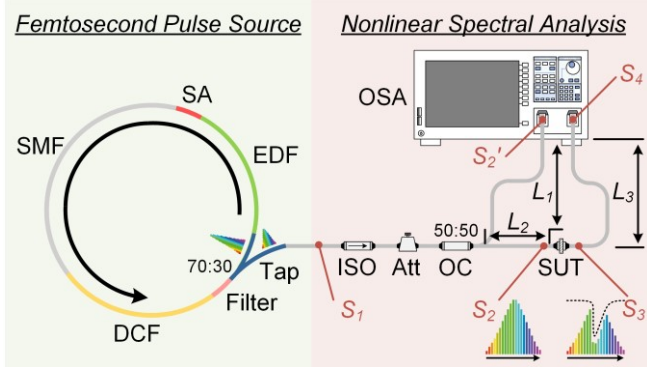 Femtosecond Pulse Source
Nonlinear Spectral Analysis
SA
SMF
EDF
70:30
Tap
Filter
DCF
OSA
S4
S2'
L1
L3
50:50
L2
ISO
Att
OC
SUT
S1
S2
S3